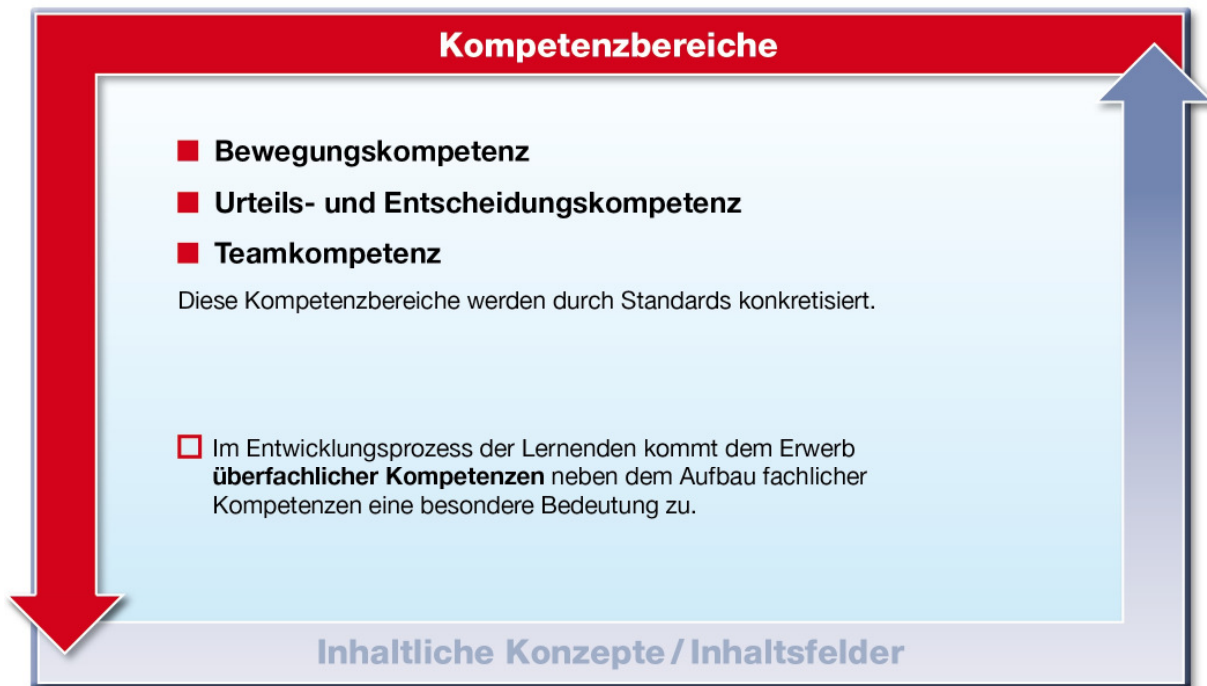 Kompetenzbereiche
Bewegungskompetenz
Urteils- und Entscheidungskompetenz
Teamkompetenz
Diese Kompetenzbereiche werden durch Standards konkretisiert.
Im Entwicklungsprozess der Lernenden kommt dem Erwerb
überfachlicher Kompetenzen neben dem Aufbau fachlicher
Kompetenzen eine besondere Bedeutung zu.
Inhaltliche Konzepte / Inhaltsfelder